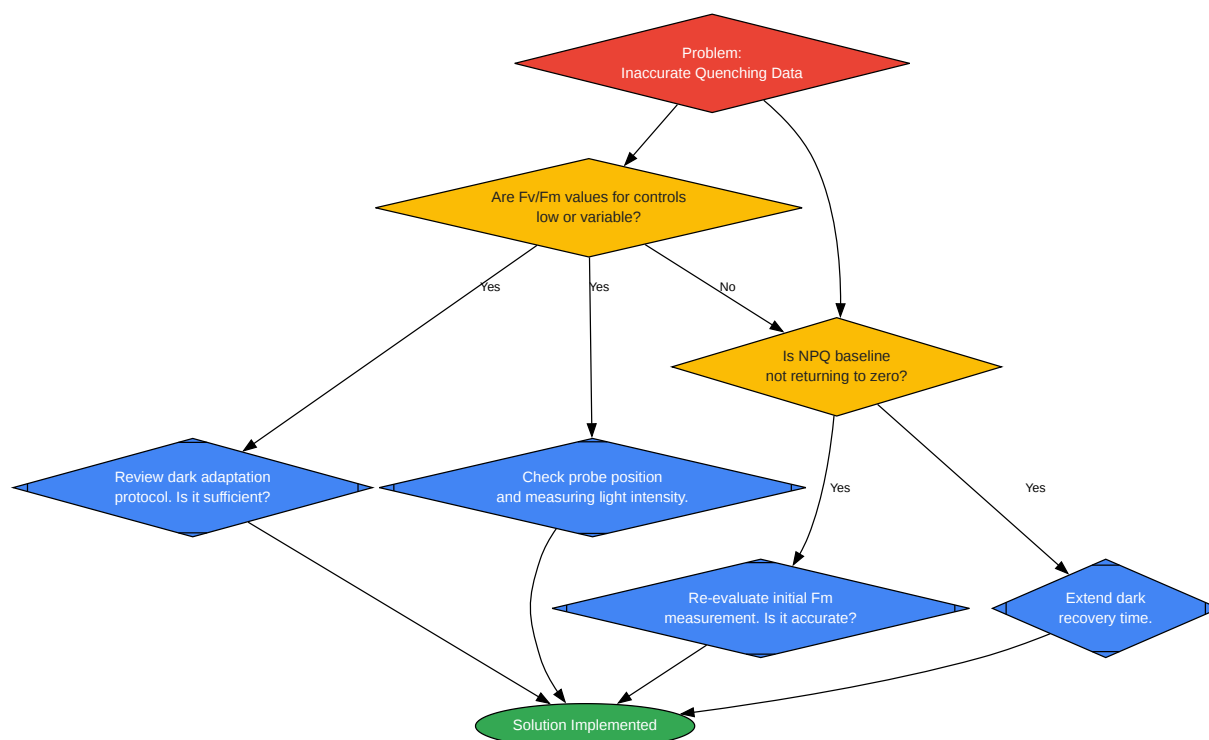 Problem:
Inaccurate Quenching Data
Are Fv/Fm values for controls
low or variable?
Yes
Yes
No
Is NPQ baseline
not returning to zero?
Review dark adaptation
protocol. Is it sufficient?
Check probe position
and measuring light intensity.
Yes
Yes
Re-evaluate initial Fm
measurement. Is it accurate?
Extend dark
recovery time.
Solution Implemented